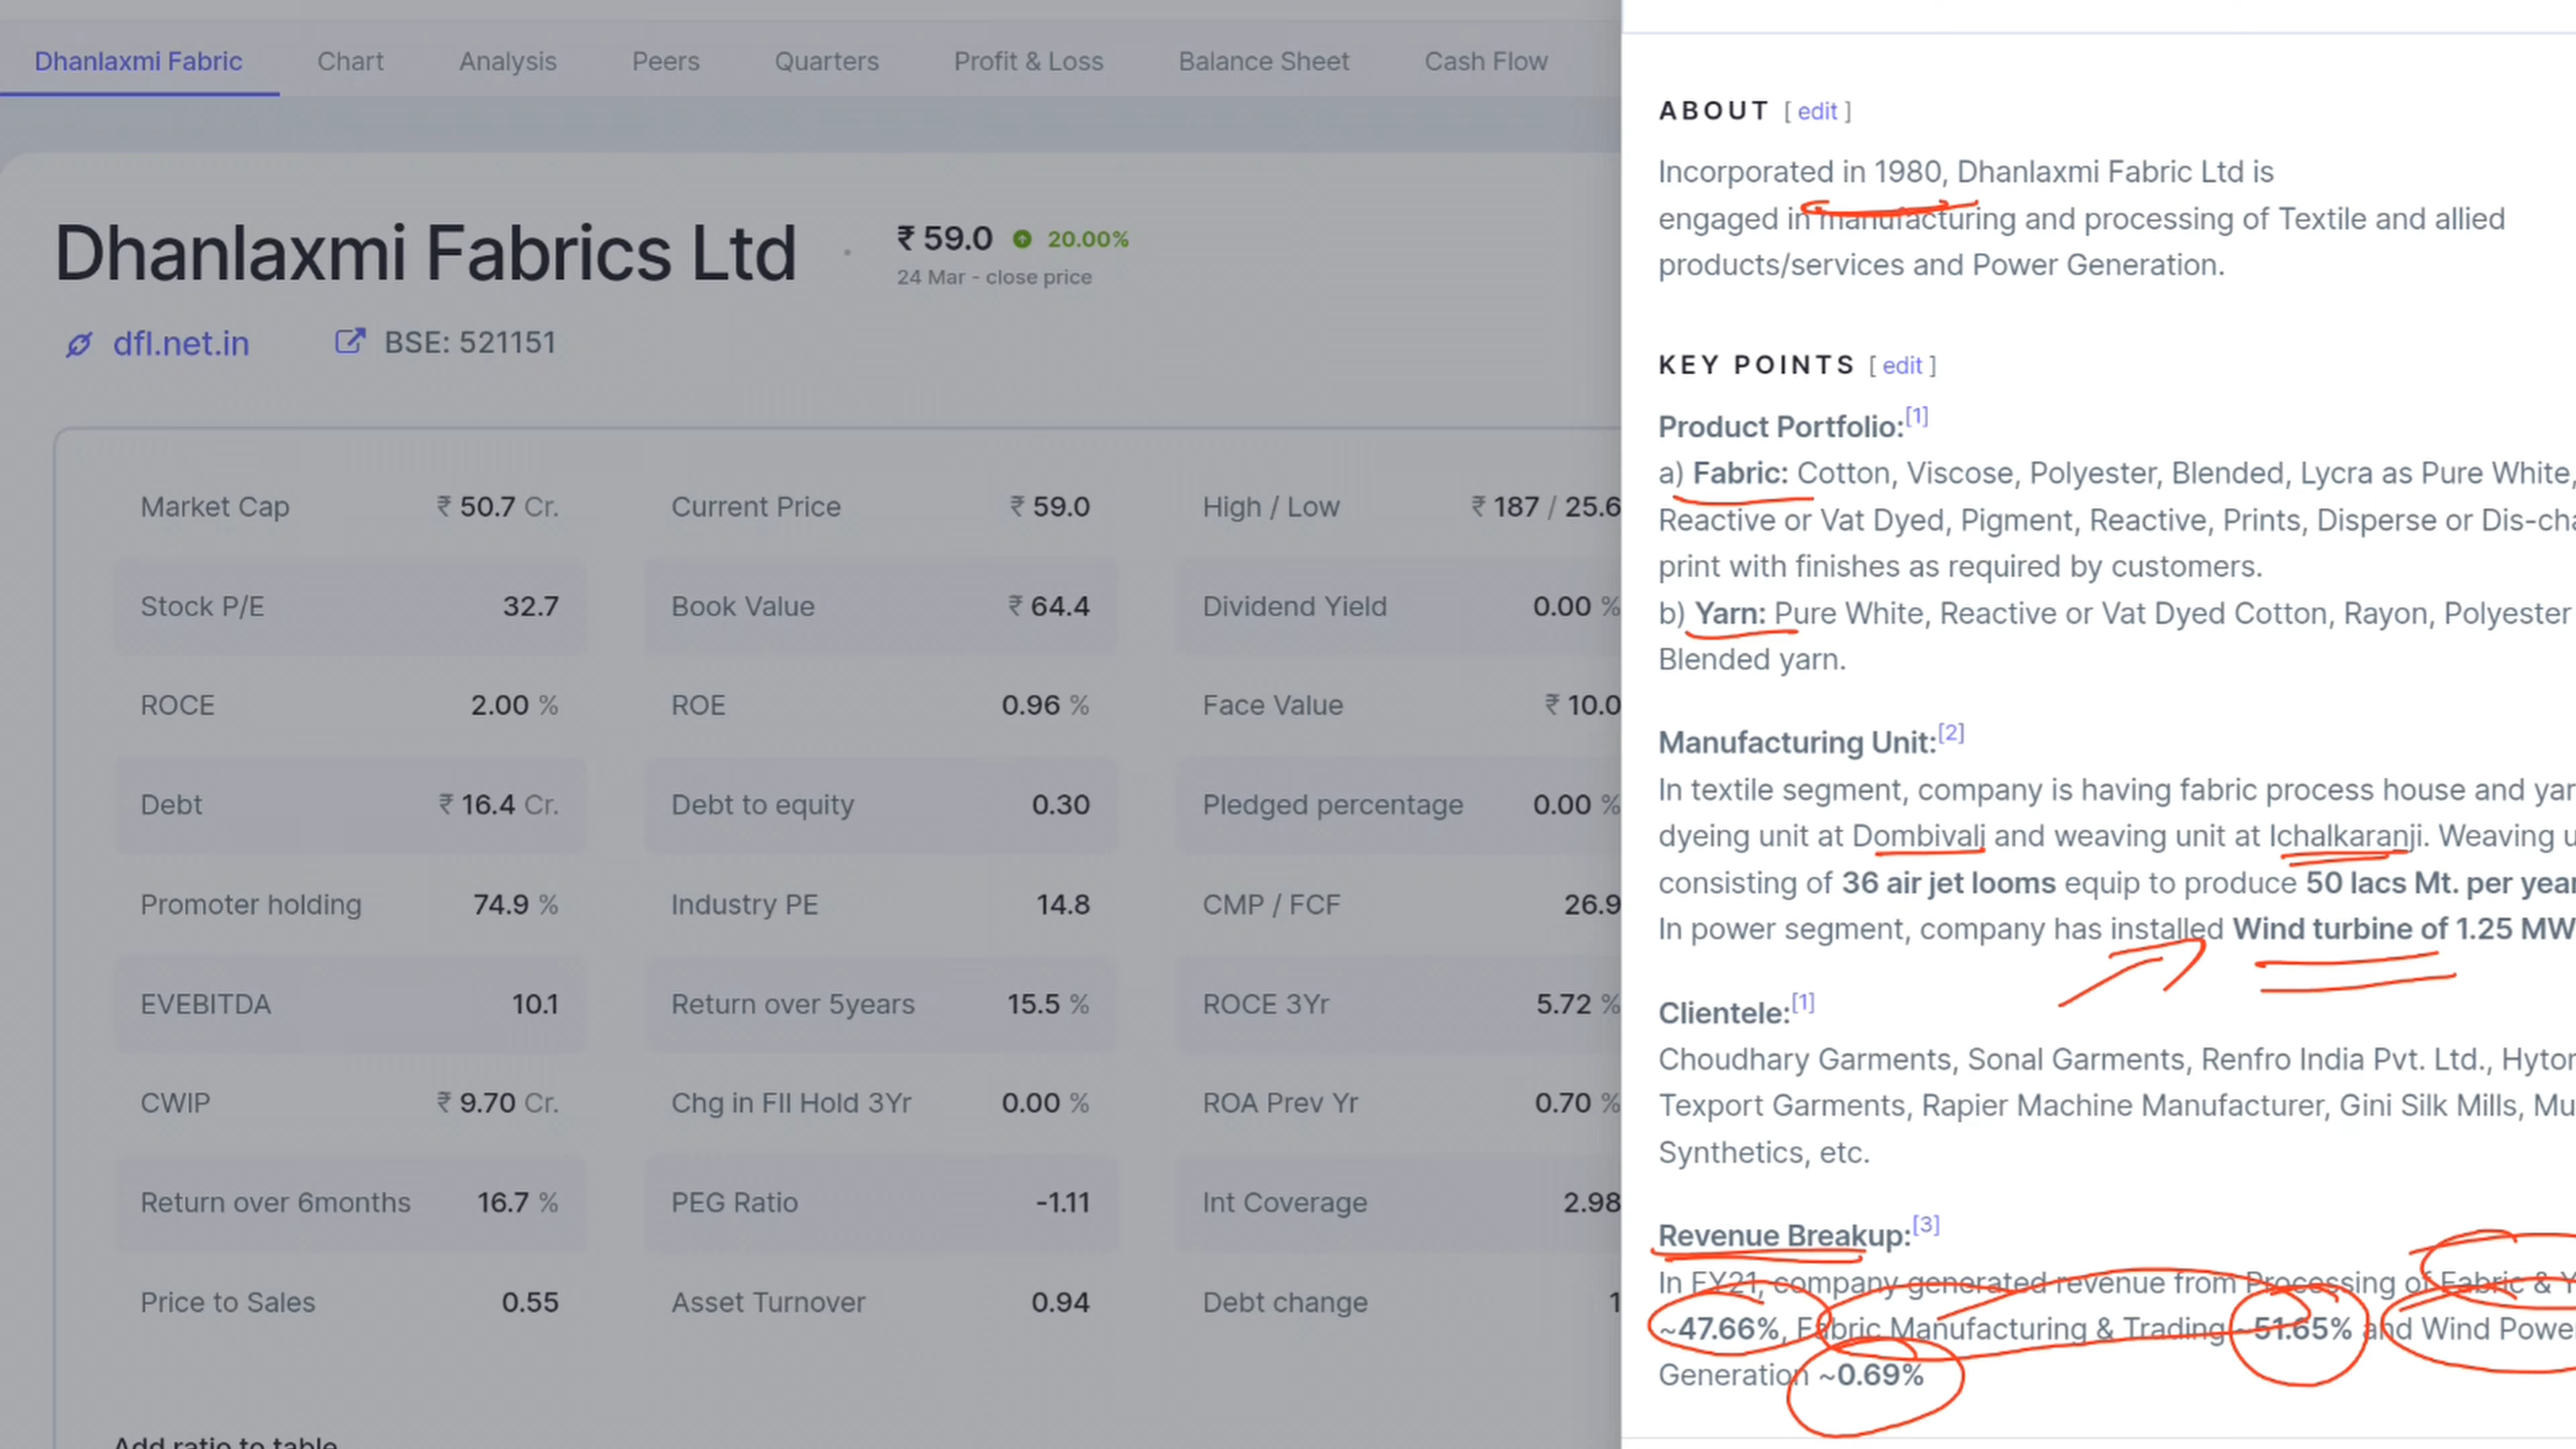 Dhanlaxmi Fabric Chart Analysis Peers Quarters Profit & Loss Balance Sheet Cash Flow
Dhanlaxmi Fabrics Ltd · ₹ 59.0 20.00%
24 Mar - close price
dfl.net.in BSE: 521151
Market Cap ₹ 50.7 Cr. Current Price ₹ 59.0 High / Low ₹ 187 / 25.6
Stock P/E 32.7 Book Value ₹ 64.4 Dividend Yield 0.00 %
ROCE 2.00 % ROE 0.96 % Face Value ₹ 10.0
Debt ₹ 16.4 Cr. Debt to equity 0.30 Pledged percentage 0.00 %
Promoter holding 74.9 % Industry PE 14.8 CMP / FCF 26.9
EVEBITDA 10.1 Return over 5years 15.5 % ROCE 3Yr 5.72 %
CWIP ₹ 9.70 Cr. Chg in FII Hold 3Yr 0.00 % ROA Prev Yr 0.70 %
Return over 6months 16.7 % PEG Ratio -1.11 Int Coverage 2.98
Price to Sales 0.55 Asset Turnover 0.94 Debt change 1
Add ratio to table
ABOUT [ edit ]
Incorporated in 1980, Dhanlaxmi Fabric Ltd is
engaged in manufacturing and processing of Textile and allied
products/services and Power Generation.
KEY POINTS [ edit ]
Product Portfolio:[1]
a) Fabric: Cotton, Viscose, Polyester, Blended, Lycra as Pure White,
Reactive or Vat Dyed, Pigment, Reactive, Prints, Disperse or Dis-cha
print with finishes as required by customers.
b) Yarn: Pure White, Reactive or Vat Dyed Cotton, Rayon, Polyester
Blended yarn.
Manufacturing Unit:[2]
In textile segment, company is having fabric process house and yar
dyeing unit at Dombivali and weaving unit at Ichalkaranji. Weaving u
consisting of 36 air jet looms equip to produce 50 lacs Mt. per year
In power segment, company has installed Wind turbine of 1.25 MW
Clientele:[1]
Choudhary Garments, Sonal Garments, Renfro India Pvt. Ltd., Hyto
Texport Garments, Rapier Machine Manufacturer, Gini Silk Mills, Mu
Synthetics, etc.
Revenue Breakup:[3]
In FY21, company generated revenue from Processing of Fabric & Y
~47.66%, Fabric Manufacturing & Trading ~51.65% and Wind Powe
Generation ~0.69%